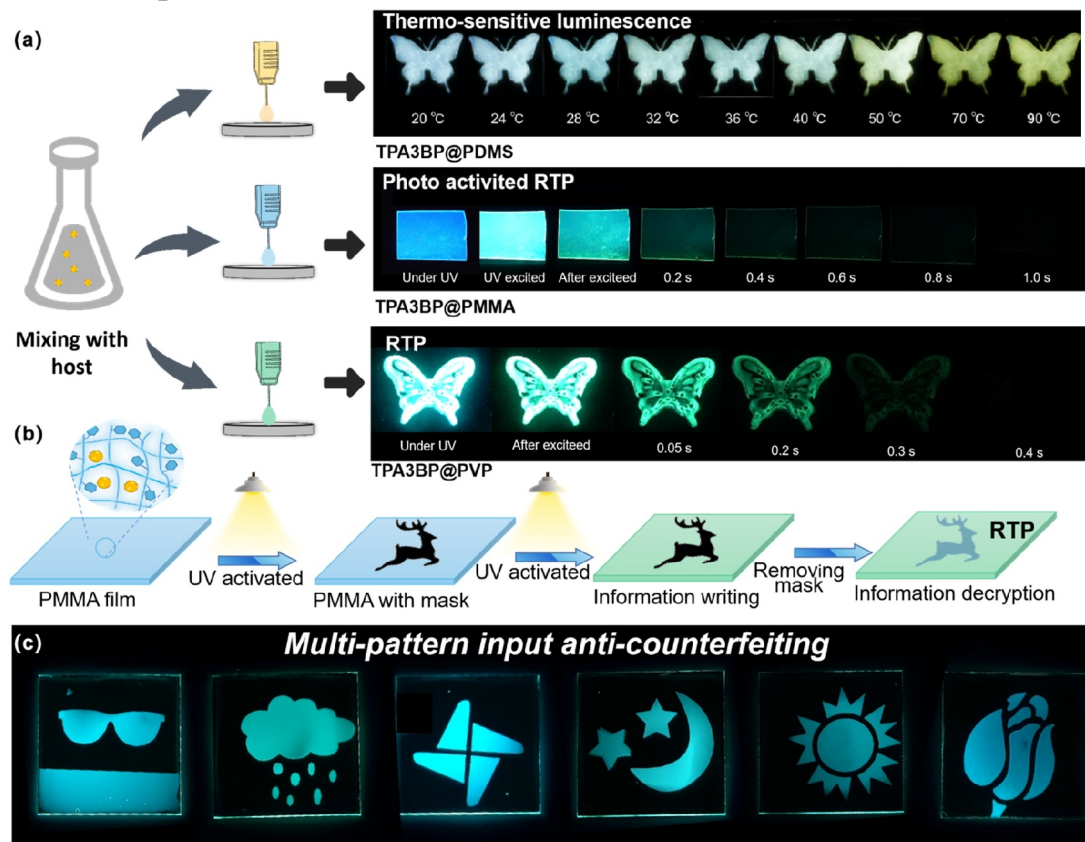 (a)
Thermo-sensitive luminescence
20 ℃ 24 ℃ 28 ℃ 32 ℃ 36 ℃ 40 ℃ 50 ℃ 70 ℃ 90 ℃
TPA3BP@PDMS
Photo activited RTP
Under UV UV excited After exciteed 0.2 s 0.4 s 0.6 s 0.8 s 1.0 s
TPA3BP@PMMA
Mixing with
host
RTP
Under UV After exciteed 0.05 s 0.2 s 0.3 s 0.4 s
TPA3BP@PVP
(b)
PMMA film
UV activated
PMMA with mask
UV activated
Information writing
Removing
mask
RTP
Information decryption
(c)
Multi-pattern input anti-counterfeiting